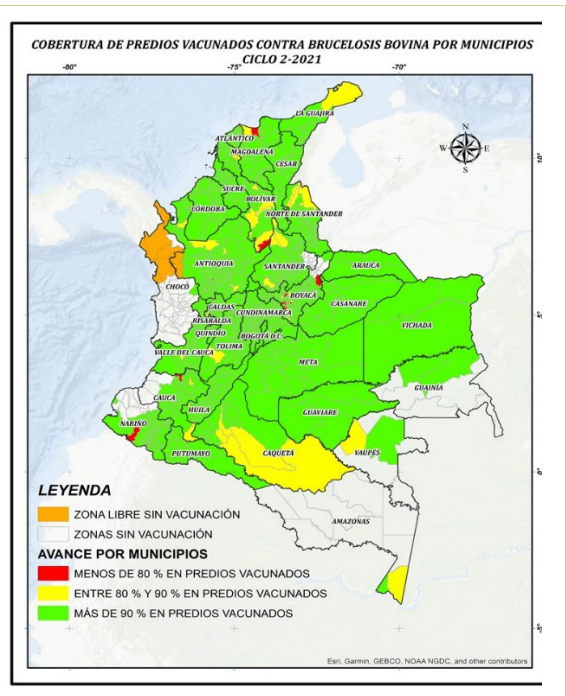 COBERTURA DE PREDIOS VACUNADOS CONTRA BRUCELOSIS BOVINA POR MUNICIPIOS
CICLO 2-2021
-80°
-75°
-70°
LA GUAJIRA
N
W
E
S
ATLÁNTICO
MAGDALENA
10°
CESAR
SUCRE
BOLÍVAR
CÓRDOBA
NORTE DE SANTANDER
ANTIOQUIA
SANTANDER
ARAUCA
CHOCÓ
BOYACÁ
CASANARE
CALDAS
CUNDINAMARCA
5°
RISARALDA
VICHADA
QUINDÍO
BOGOTÁ D.C.
TOLIMA
VALLE DEL CAUCA
META
GUAINÍA
CAUCA
HUILA
GUAVIARE
NARIÑO
CAQUETÁ
VAUPÉS
PUTUMAYO
0°
LEYENDA
ZONA LIBRE SIN VACUNACIÓN
ZONAS SIN VACUNACIÓN
AMAZONAS
AVANCE POR MUNICIPIOS
MENOS DE 80 % EN PREDIOS VACUNADOS
ENTRE 80 % Y 90 % EN PREDIOS VACUNADOS
MÁS DE 90 % EN PREDIOS VACUNADOS
-5°
Esri, Garmin, GEBCO, NOAA NGDC, and other contributors